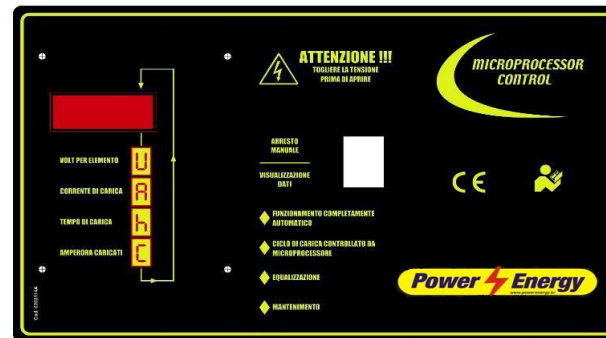 ATTENZIONE !!!
TOGLIERE LA TENSIONE
PRIMA DI APRIRE
MICROPROCESSOR
CONTROL
ARRESTO
MANUALE
VISUALIZZAZIONE
DATI
VOLT PER ELEMENTO U
CORRENTE DI CARICA A
TEMPO DI CARICA h
AMPERORA CARICATI C
CE
FUNZIONAMENTO COMPLETAMENTE
AUTOMATICO
CICLO DI CARICA CONTROLLATO DA
MICROPROCESSORE
EQUALIZZAZIONE
MANTENIMENTO
Power Energy